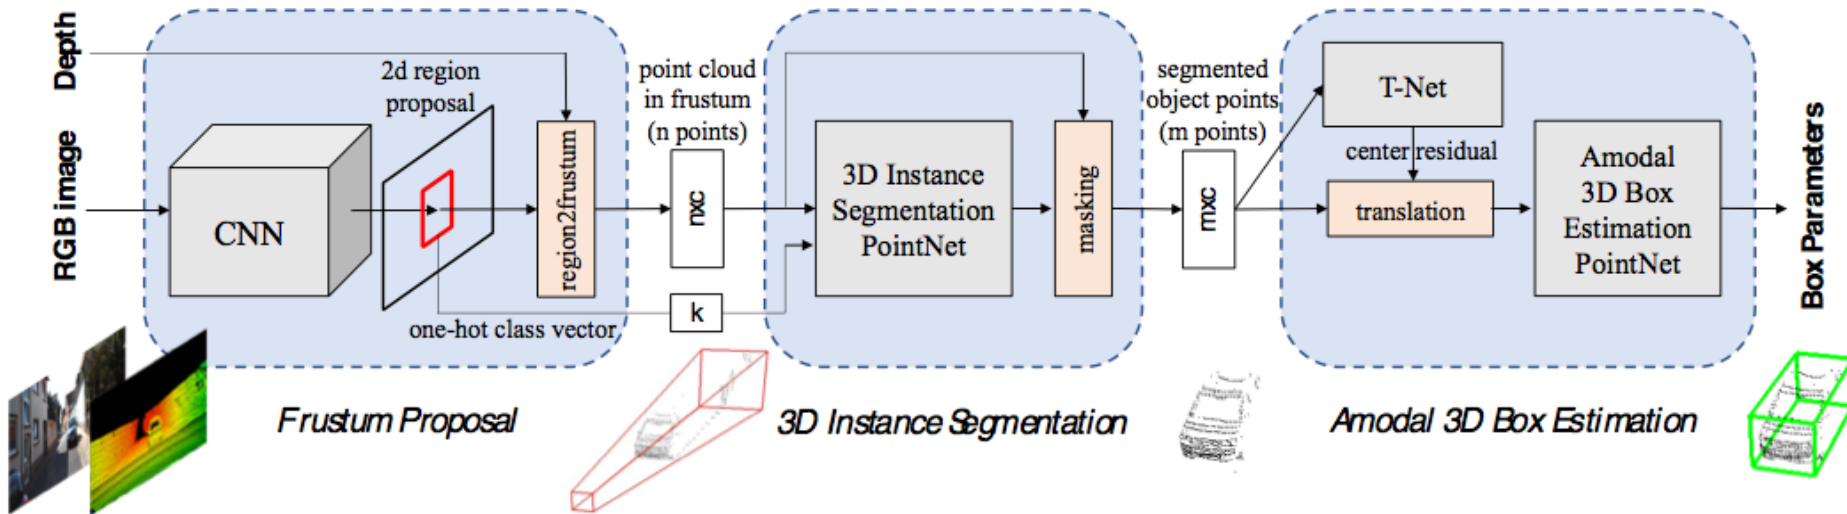 Depth
RGB image
CNN
2d region
proposal
region2frustum
one-hot class vector
Frustum Proposal
point cloud
in frustum
(n points)
nxc
k
3D Instance
Segmentation
PointNet
masking
3D Instance Segmentation
segmented
object points
(m points)
mxc
T-Net
center residual
translation
Amodal
3D Box
Estimation
PointNet
Amodal 3D Box Estimation
Box Parameters